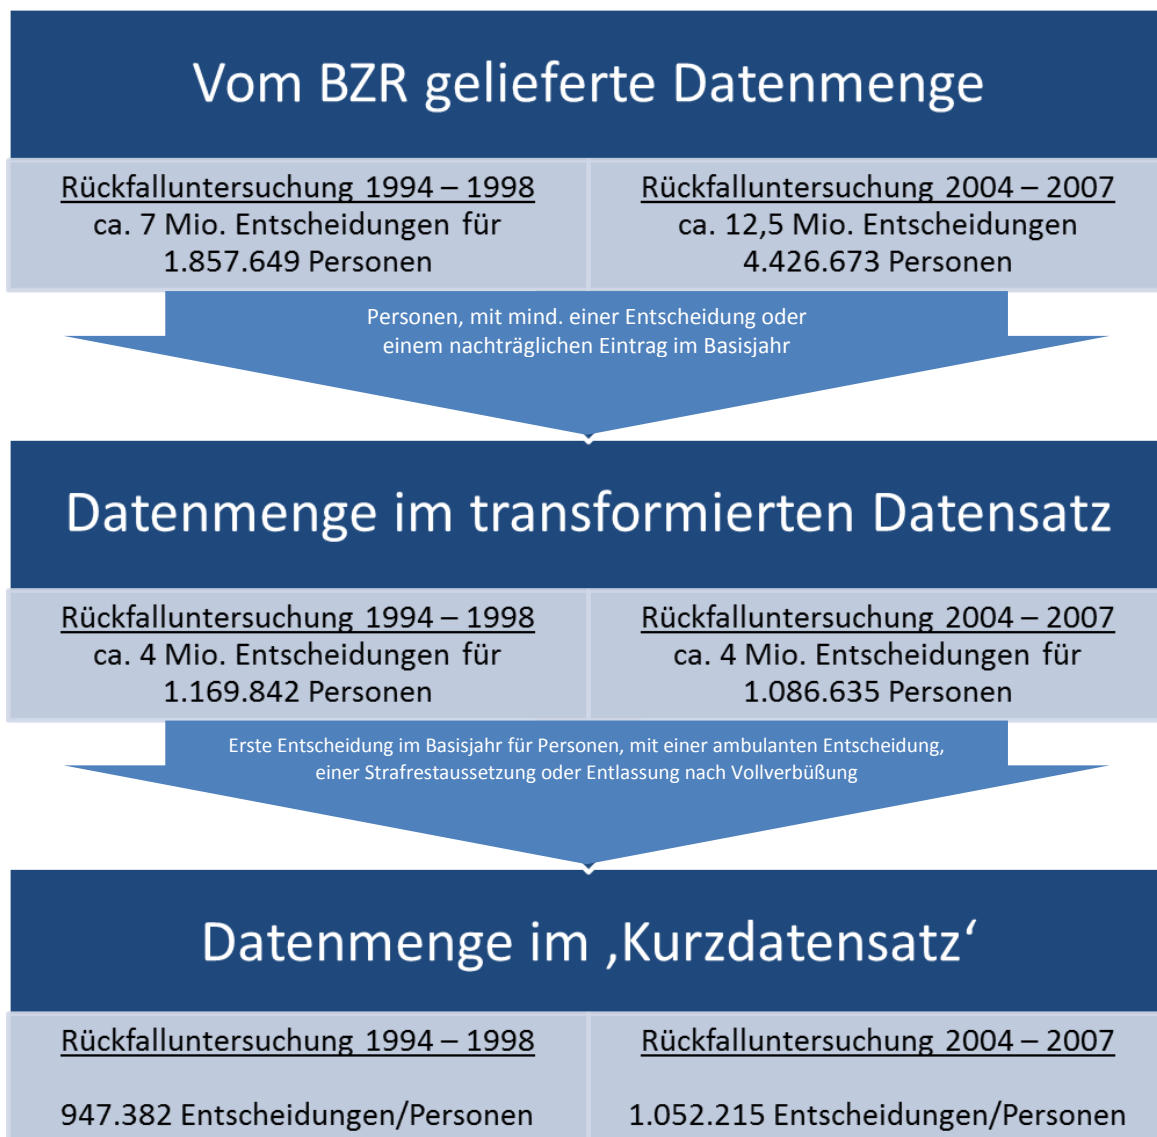 Vom BZR gelieferte Datenmenge
Rückfalluntersuchung 1994 – 1998
ca. 7 Mio. Entscheidungen für
1.857.649 Personen
Rückfalluntersuchung 2004 – 2007
ca. 12,5 Mio. Entscheidungen
4.426.673 Personen
Personen, mit mind. einer Entscheidung oder
einem nachträglichen Eintrag im Basisjahr
Datenmenge im transformierten Datensatz
Rückfalluntersuchung 1994 – 1998
ca. 4 Mio. Entscheidungen für
1.169.842 Personen
Rückfalluntersuchung 2004 – 2007
ca. 4 Mio. Entscheidungen für
1.086.635 Personen
Erste Entscheidung im Basisjahr für Personen, mit einer ambulanten Entscheidung,
einer Strafrestaussetzung oder Entlassung nach Vollverbüßung
Datenmenge im ‚Kurzdatensatz‘
Rückfalluntersuchung 1994 – 1998
947.382 Entscheidungen/Personen
Rückfalluntersuchung 2004 – 2007
1.052.215 Entscheidungen/Personen